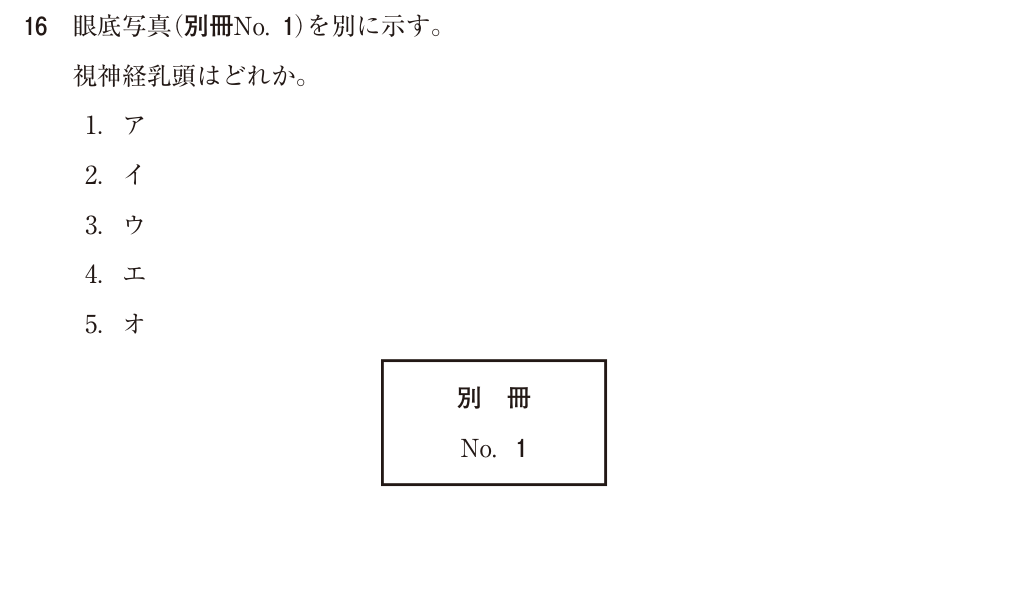 16 眼底写真(別冊No. 1)を別に示す。
視神経乳頭はどれか。
1. ア
2. イ
3. ウ
4. エ
5. オ
別 冊
No. 1